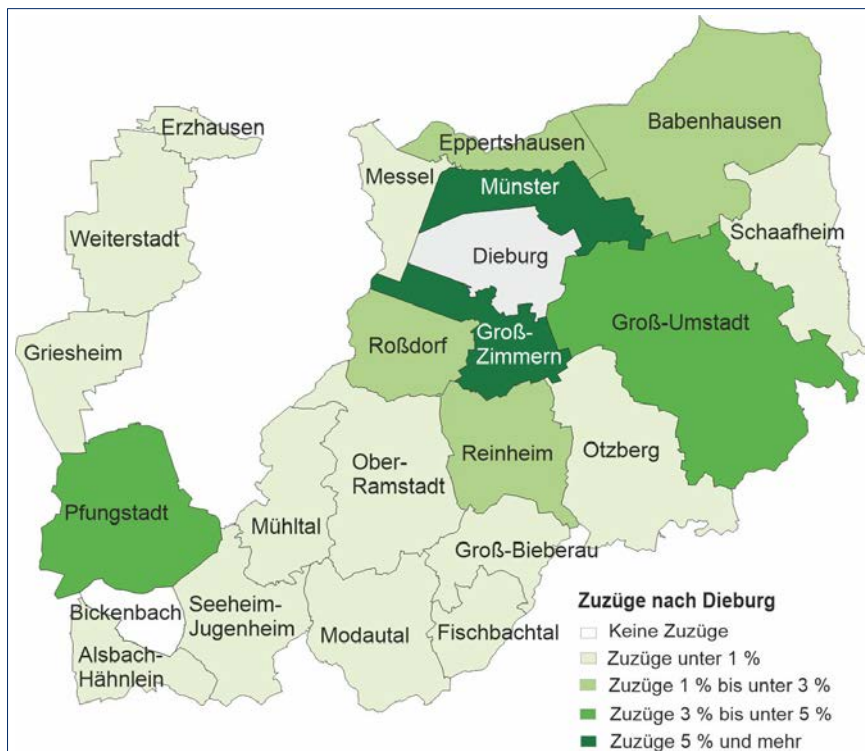 Erzhausen
Babenhausen
Eppertshausen
Messel
Münster
Schaafheim
Weiterstadt
Dieburg
Groß-Umstadt
Griesheim
Roßdorf
Groß-
Zimmern
Otzberg
Reinheim
Ober-
Ramstadt
Pfungstadt
Mühltal
Groß-Bieberau
Bickenbach
Seeheim-
Jugenheim
Modautal
Fischbachtal
Alsbach-
Hähnlein
Zuzüge nach Dieburg
Keine Zuzüge
Zuzüge unter 1 %
Zuzüge 1 % bis unter 3 %
Zuzüge 3 % bis unter 5 %
Zuzüge 5 % und mehr